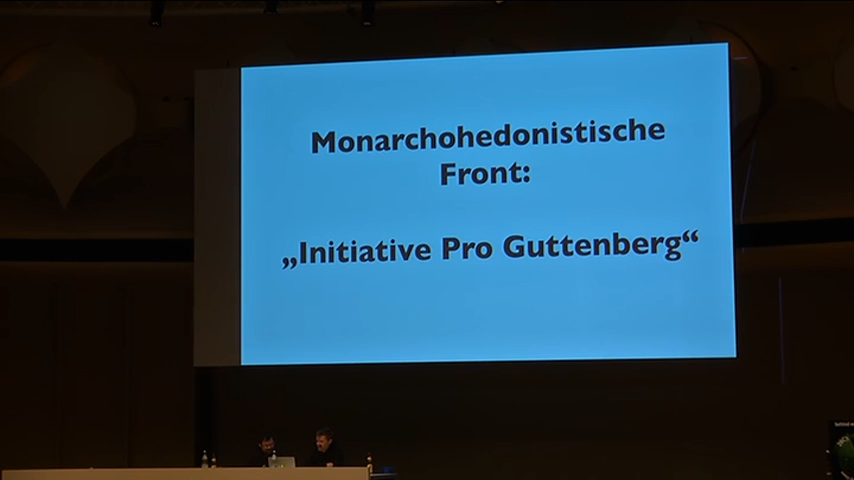 Monarchohedonistische
Front:
„Initiative Pro Guttenberg“